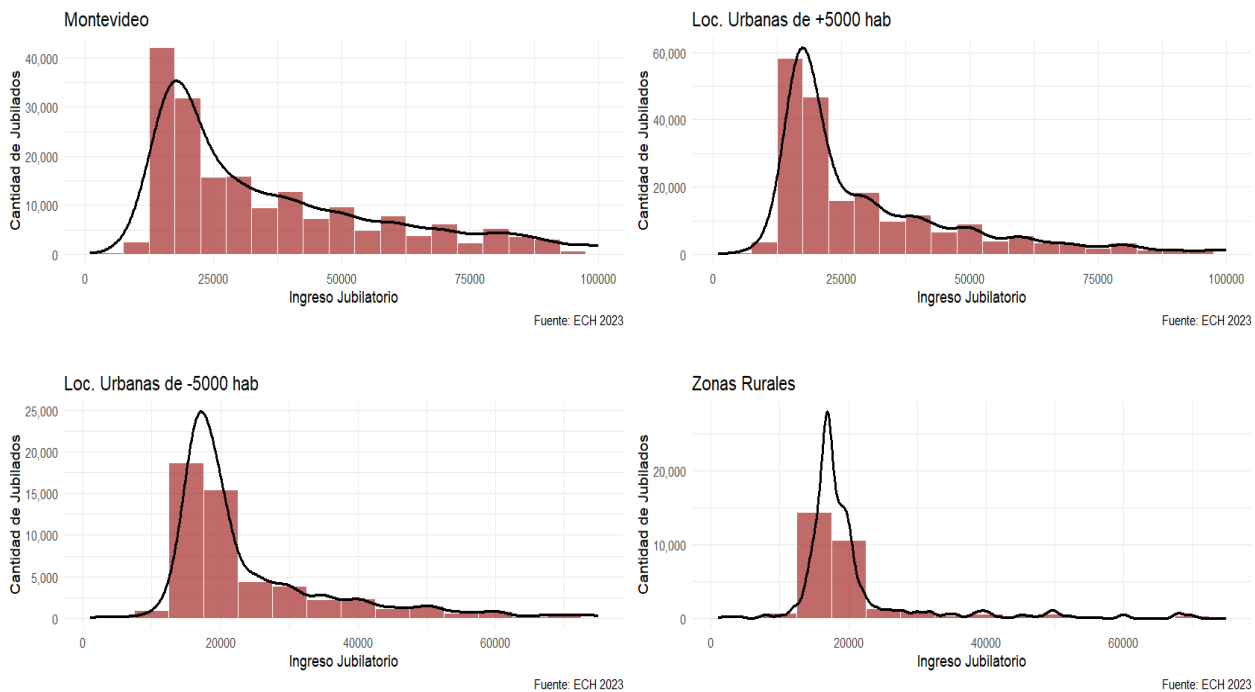 Montevideo
Cantidad de Jubilados
40,000
30,000
20,000
10,000
0
0 25000 50000 75000 100000
Ingreso Jubilatorio
Fuente: ECH 2023
Loc. Urbanas de +5000 hab
Cantidad de Jubilados
60,000
40,000
20,000
0
0 25000 50000 75000 100000
Ingreso Jubilatorio
Fuente: ECH 2023
Loc. Urbanas de -5000 hab
Cantidad de Jubilados
25,000
20,000
15,000
10,000
5,000
0
0 20000 40000 60000
Ingreso Jubilatorio
Fuente: ECH 2023
Zonas Rurales
Cantidad de Jubilados
20,000
10,000
0
0 20000 40000 60000
Ingreso Jubilatorio
Fuente: ECH 2023